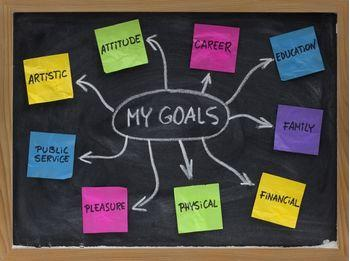 ATTITUDE
CAREER
EDUCATION
ARTISTIC
MY GOALS
FAMILY
PUBLIC
SERVICE
PLEASURE
PHYSICAL
FINANCIAL